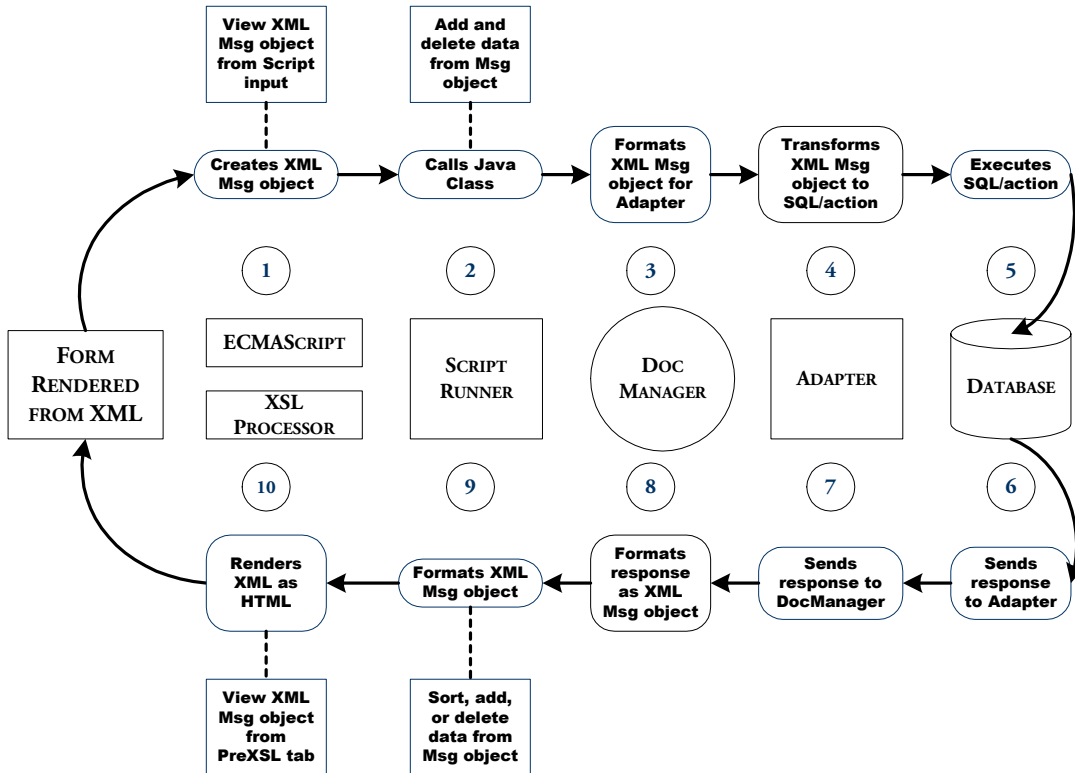 View XML
Msg object
from Script
input
Add and
delete data
from Msg
object
Creates XML
Msg object
Calls Java
Class
Formats
XML Msg
object for
Adapter
Transforms
XML Msg
object to
SQL/action
Executes
SQL/action
1
2
3
4
5
FORM
RENDERED
FROM XML
ECMASCRIPT
XSL
PROCESSOR
SCRIPT
RUNNER
DOC
MANAGER
ADAPTER
DATABASE
10
9
8
7
6
Renders
XML as
HTML
Formats XML
Msg object
Formats
response
as XML
Msg object
Sends
response to
DocManager
Sends
response
to Adapter
View XML
Msg object
from
PreXSL tab
Sort, add,
or delete
data from
Msg object